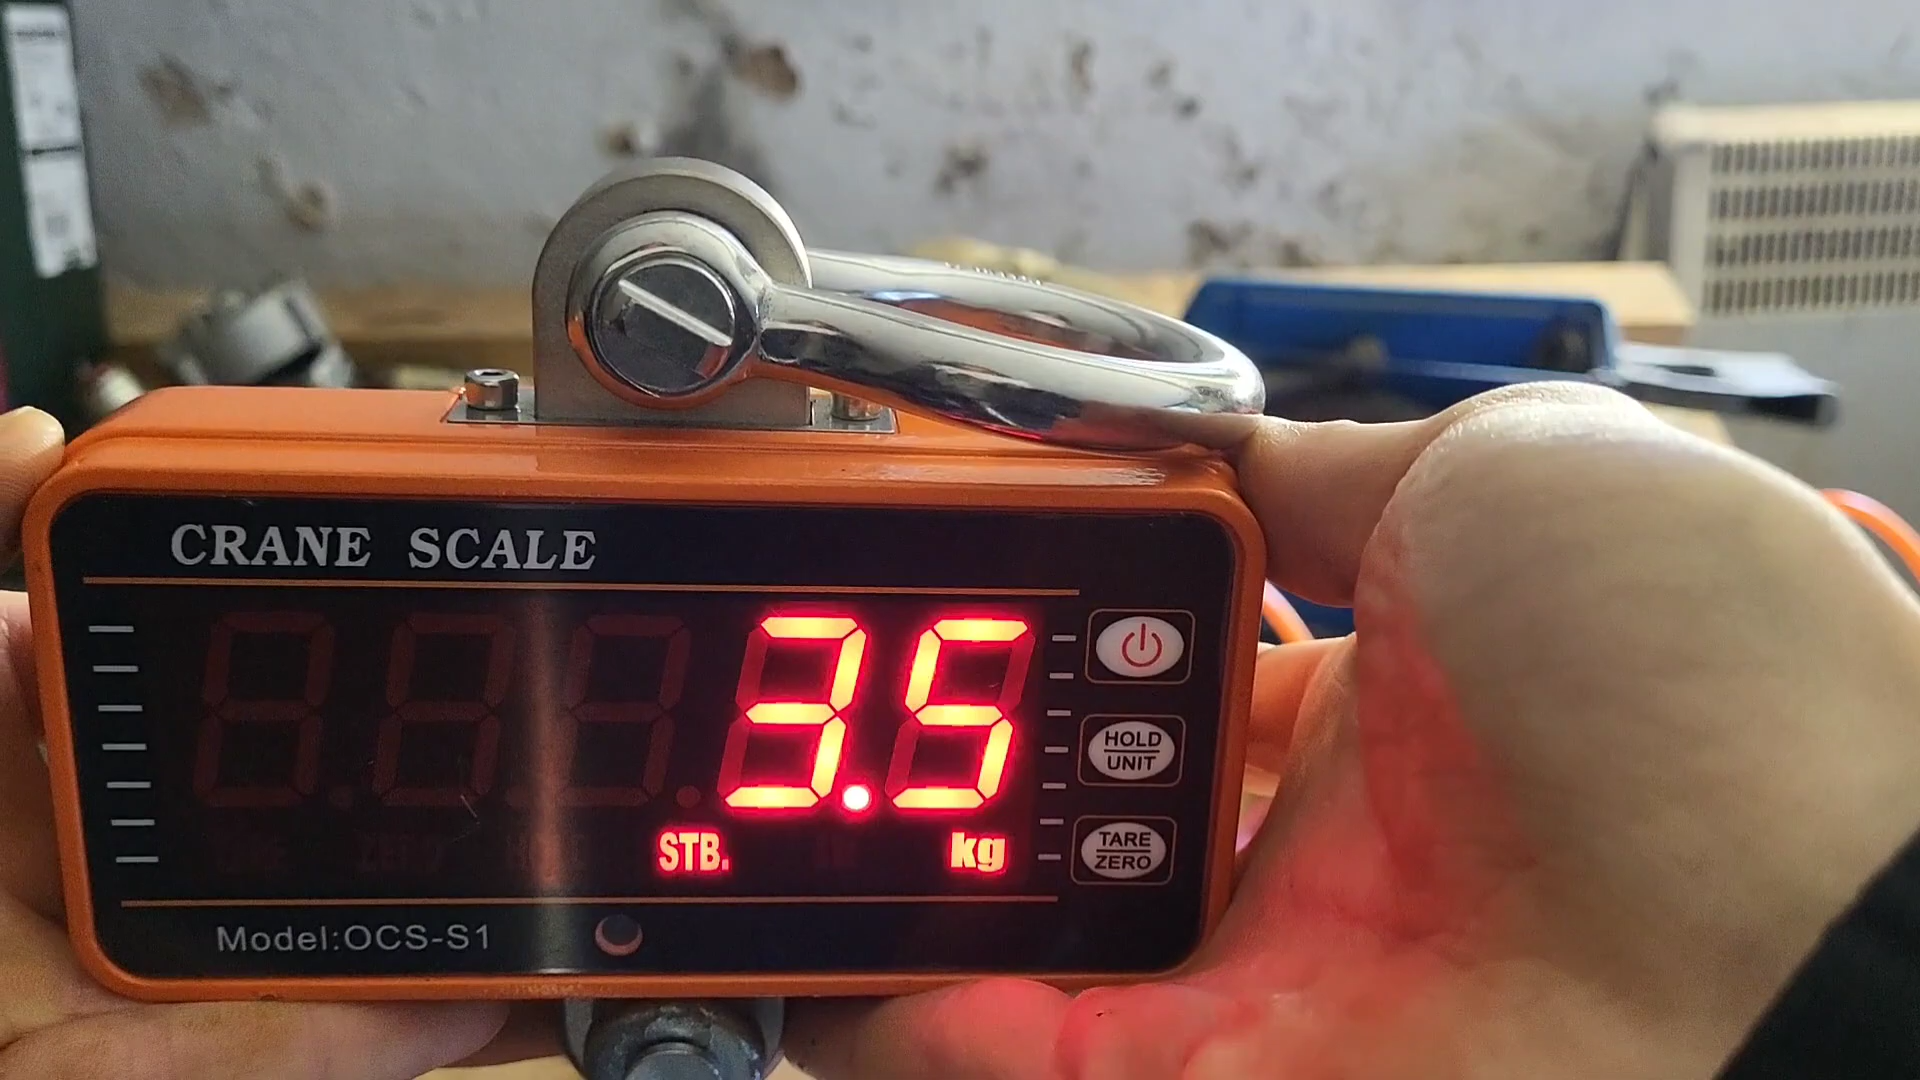 CRANE SCALE
3.5
STB. kg
HOLD
UNIT
TARE
ZERO
Model:OCS-S1